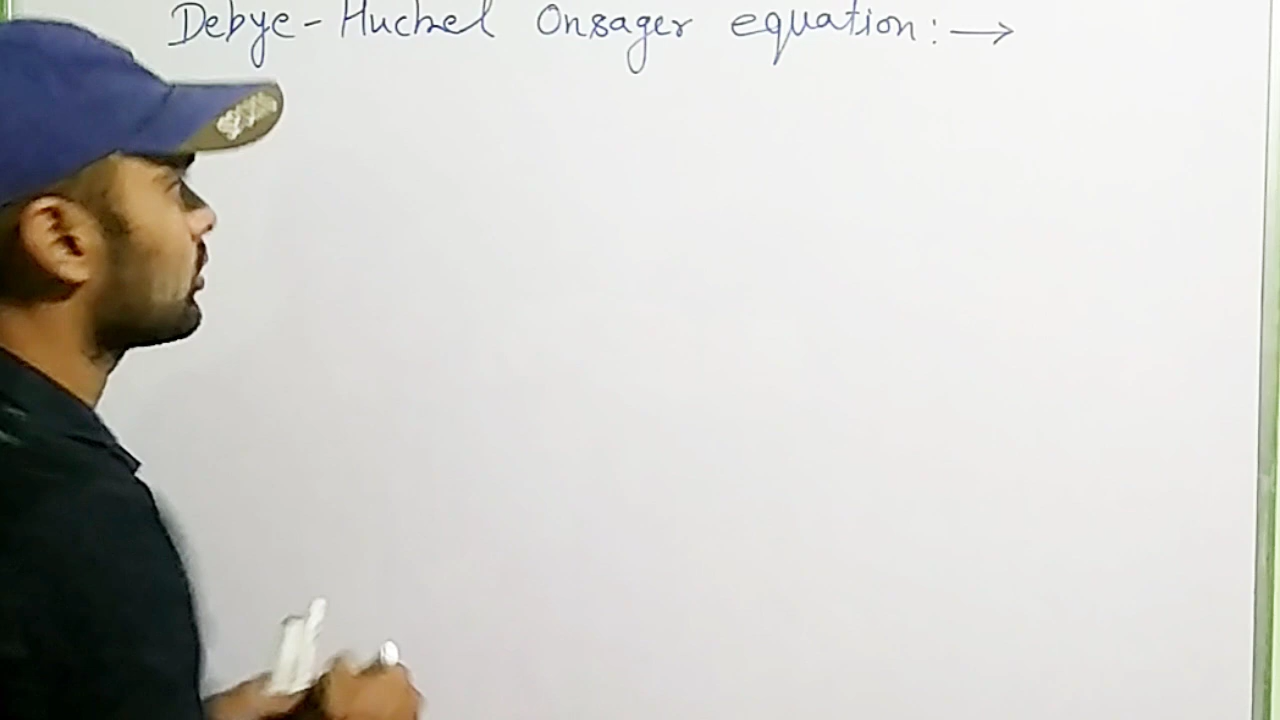 Debye - Huckel Onsager equation : →